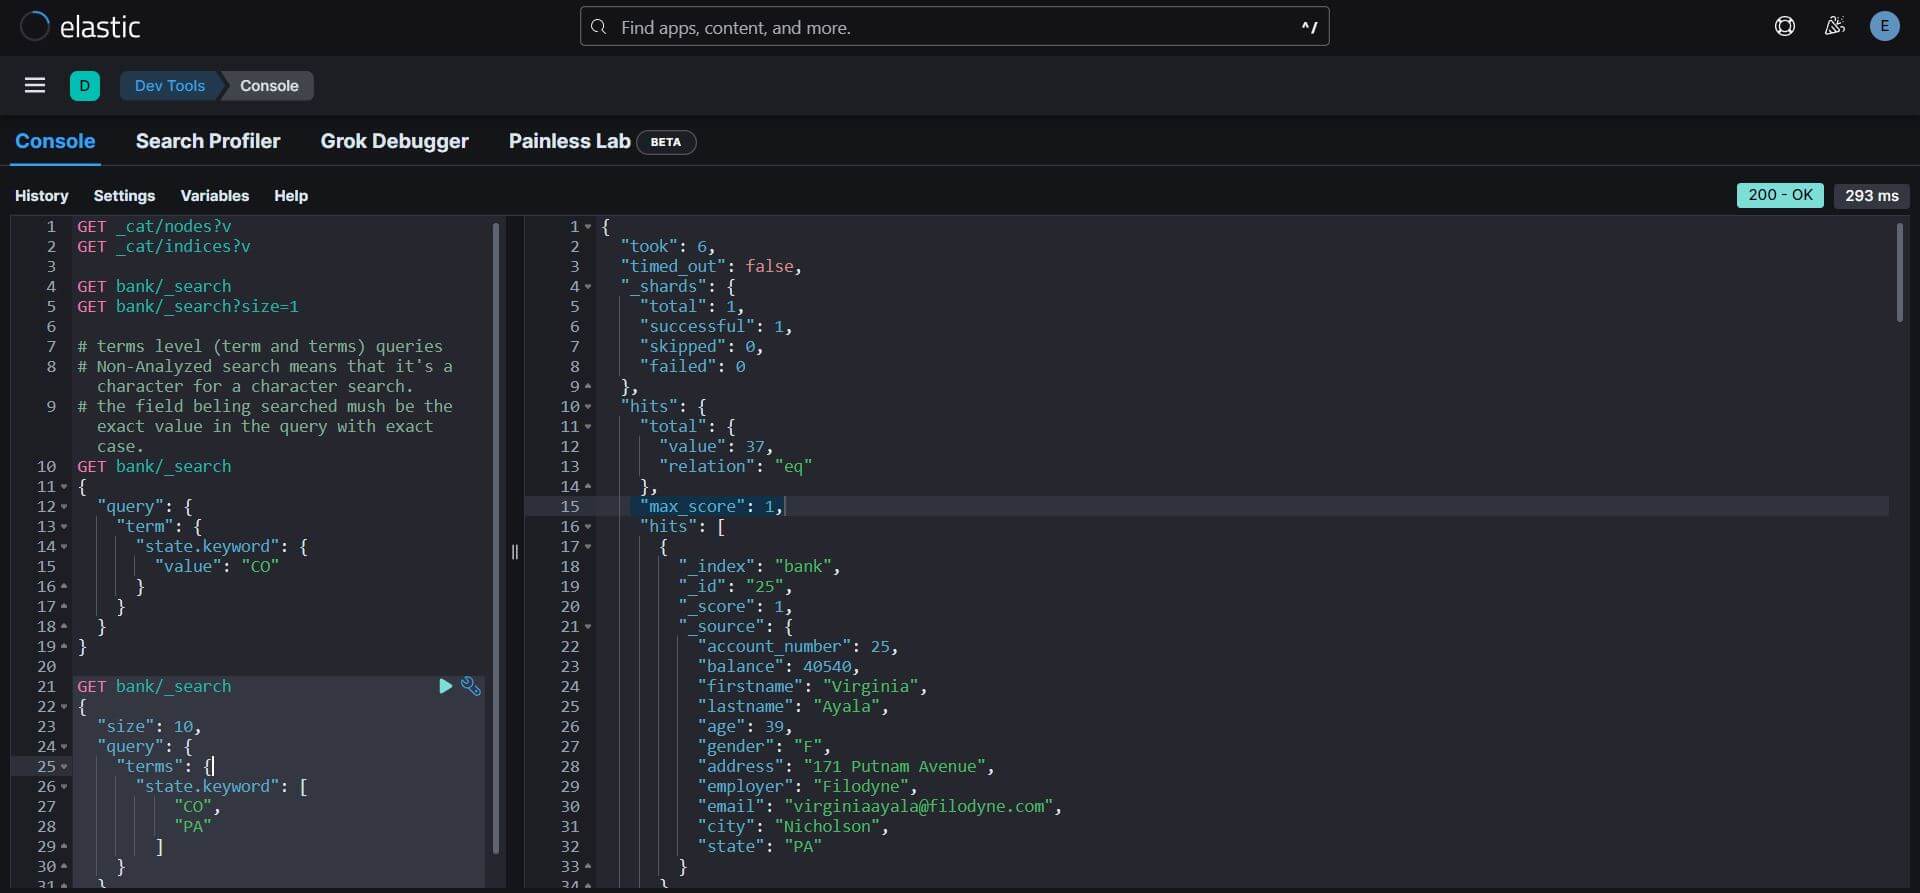 elastic
Find apps, content, and more.
^/
E
D
Dev Tools
Console
Console
Search Profiler
Grok Debugger
Painless Lab
BETA
History
Settings
Variables
Help
200 - OK
293 ms
1 GET _cat/nodes?v
2 GET _cat/indices?v
3
4 GET bank/_search
5 GET bank/_search?size=1
6
7 # terms level (term and terms) queries
8 # Non-Analyzed search means that it's a
character for a character search.
9 # the field beling searched mush be the
exact value in the query with exact
case.
10 GET bank/_search
11 {
12 "query": {
13 "term": {
14 "state.keyword": {
15 "value": "CO"
16 }
17 }
18 }
19 }
20
21 GET bank/_search
22 {
23 "size": 10,
24 "query": {
25 "terms": {
26 "state.keyword": [
27 "CO",
28 "PA"
29 ]
30 }
31 }
1 {
2 "took": 6,
3 "timed_out": false,
4 "_shards": {
5 "total": 1,
6 "successful": 1,
7 "skipped": 0,
8 "failed": 0
9 },
10 "hits": {
11 "total": {
12 "value": 37,
13 "relation": "eq"
14 },
15 "max_score": 1,
16 "hits": [
17 {
18 "_index": "bank",
19 "_id": "25",
20 "_score": 1,
21 "_source": {
22 "account_number": 25,
23 "balance": 40540,
24 "firstname": "Virginia",
25 "lastname": "Ayala",
26 "age": 39,
27 "gender": "F",
28 "address": "171 Putnam Avenue",
29 "employer": "Filodyne",
30 "email": "virginiaayala@filodyne.com",
31 "city": "Nicholson",
32 "state": "PA"
33 }
34 }